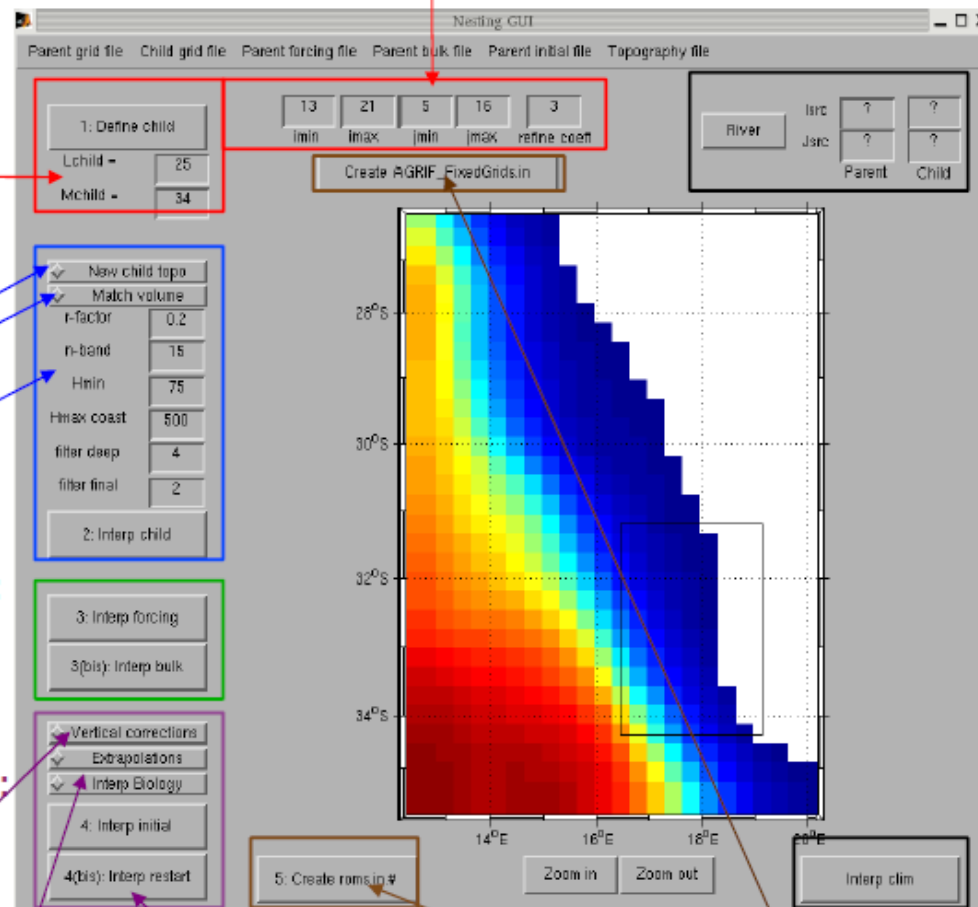 Nesting GUI
Parent grid file Child grid file Parent forcing file Parent bulk file Parent initial file Topography file
1: Define child
Lchild = 25
Mchild = 34
13 21 5 16 3
imin imax jmin jmax refine coeff
Create AGRIF_FixedGrids.in
River
Isrc ? ?
Jsrc ? ?
Parent Child
New child topo
Match volume
r-factor 0.2
n-band 15
Hmin 75
Hmax coast 500
filter deep 4
filter final 2
2: Interp child
3: Interp forcing
3(bis): Interp bulk
Vertical corrections
Extrapolations
Interp Biology
4: Interp initial
4(bis): Interp restart
28°S
30°S
32°S
34°S
14°E 16°E 18°E 20°E
5: Create roms.in.#
Zoom in
Zoom out
Interp clim